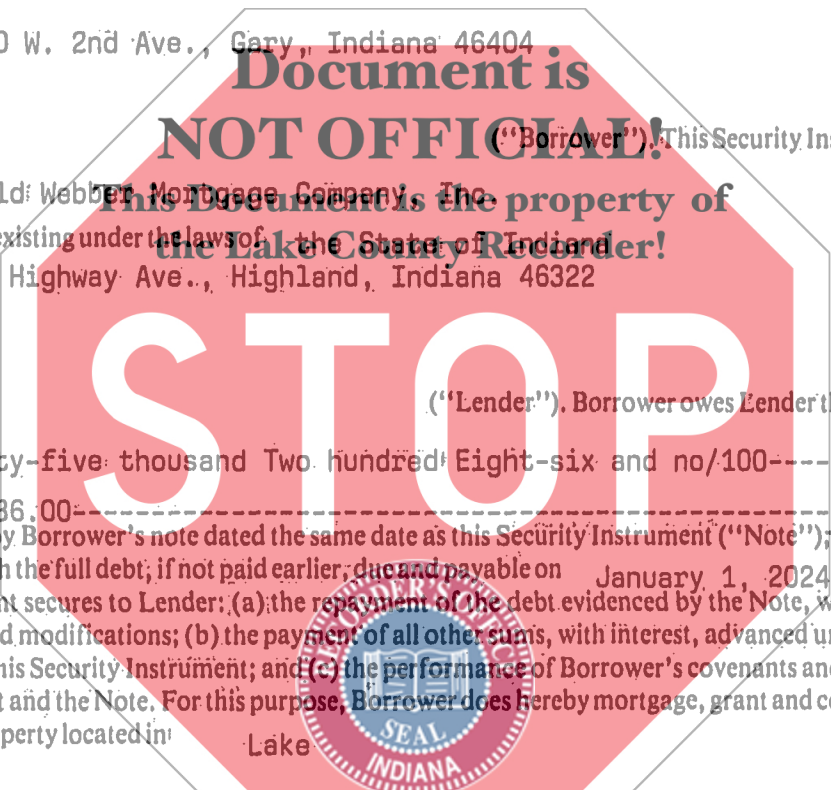 0 W. 2nd Ave., Gary, Indiana 46404
Document is
NOT OFFICIAL!
("Borrower"). This Security Ins
This Document is the property of
ld Webber Mortgage Company, Inc.
the Lake County Recorder!
existing under the laws of the State of Indiana
Highway Ave., Highland, Indiana 46322
STOP
("Lender"). Borrower owes Lender t
ty-five thousand Two hundred Eight-six and no/100----
86.00--------------------------------------------------
y Borrower's note dated the same date as this Security Instrument ("Note");
h the full debt, if not paid earlier, due and payable on January 1, 2024
nt secures to Lender: (a) the repayment of the debt evidenced by the Note, w
d modifications; (b) the payment of all other sums, with interest, advanced u
his Security Instrument; and (c) the performance of Borrower's covenants and
t and the Note. For this purpose, Borrower does hereby mortgage, grant and c
perty located in Lake
RECORDER'S OFFICE
SEAL
INDIANA